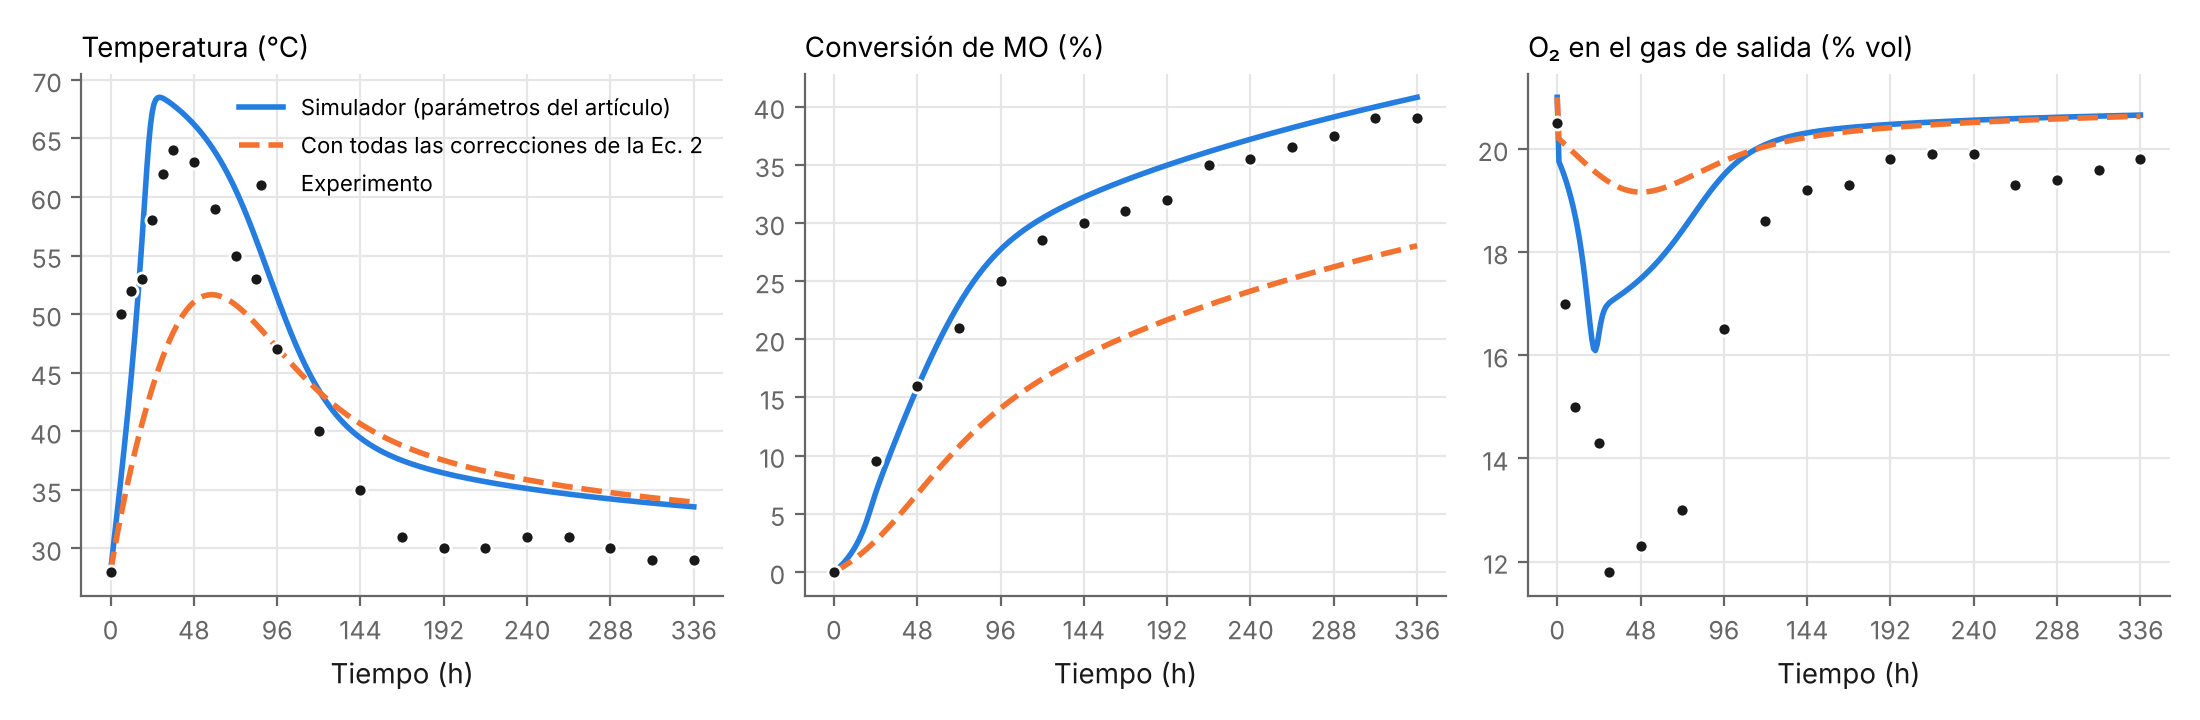 Temperatura (°C)
70
65
60
55
50
45
40
35
30
Simulador (parámetros del artículo)
Con todas las correcciones de la Ec. 2
Experimento
0 48 96 144 192 240 288 336
Tiempo (h)
Conversión de MO (%)
40
35
30
25
20
15
10
5
0
0 48 96 144 192 240 288 336
Tiempo (h)
O₂ en el gas de salida (% vol)
20
18
16
14
12
0 48 96 144 192 240 288 336
Tiempo (h)